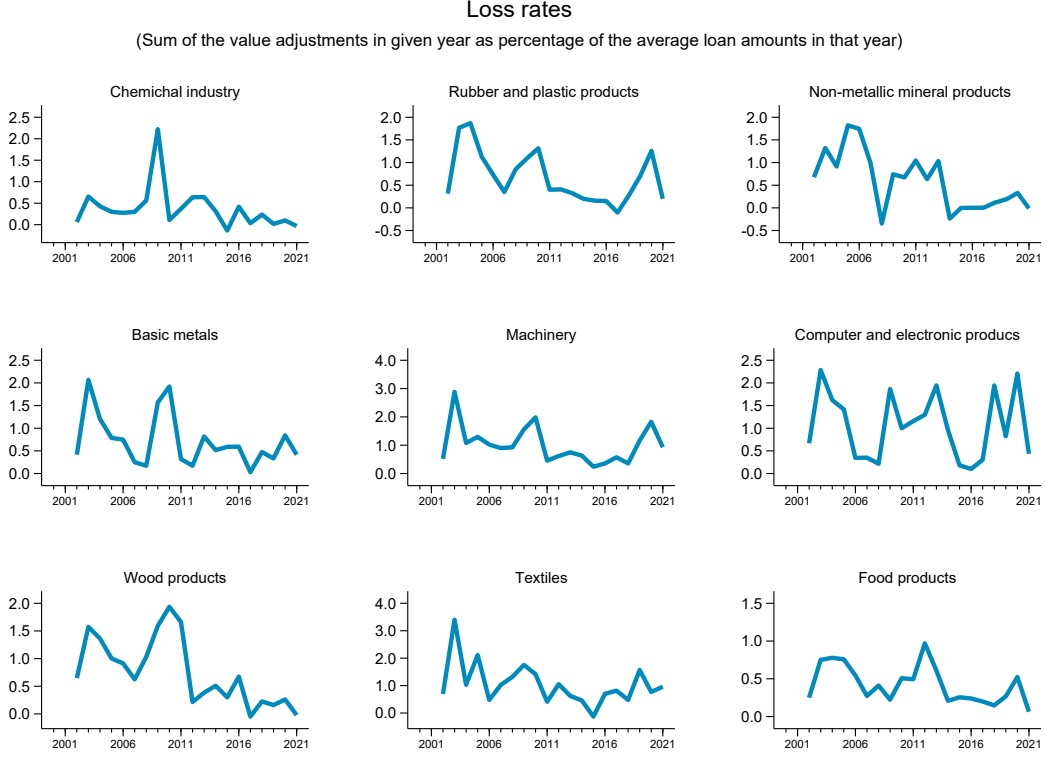 Loss rates
(Sum of the value adjustments in given year as percentage of the average loan amounts in that year)
Chemichal industry
2.5
2.0
1.5
1.0
0.5
0.0
2001 2006 2011 2016 2021
Rubber and plastic products
2.0
1.5
1.0
0.5
0.0
-0.5
2001 2006 2011 2016 2021
Non-metallic mineral products
2.0
1.5
1.0
0.5
0.0
-0.5
2001 2006 2011 2016 2021
Basic metals
2.5
2.0
1.5
1.0
0.5
0.0
2001 2006 2011 2016 2021
Machinery
4.0
3.0
2.0
1.0
0.0
2001 2006 2011 2016 2021
Computer and electronic producs
2.5
2.0
1.5
1.0
0.5
0.0
2001 2006 2011 2016 2021
Wood products
2.0
1.5
1.0
0.5
0.0
2001 2006 2011 2016 2021
Textiles
4.0
3.0
2.0
1.0
0.0
2001 2006 2011 2016 2021
Food products
1.5
1.0
0.5
0.0
2001 2006 2011 2016 2021